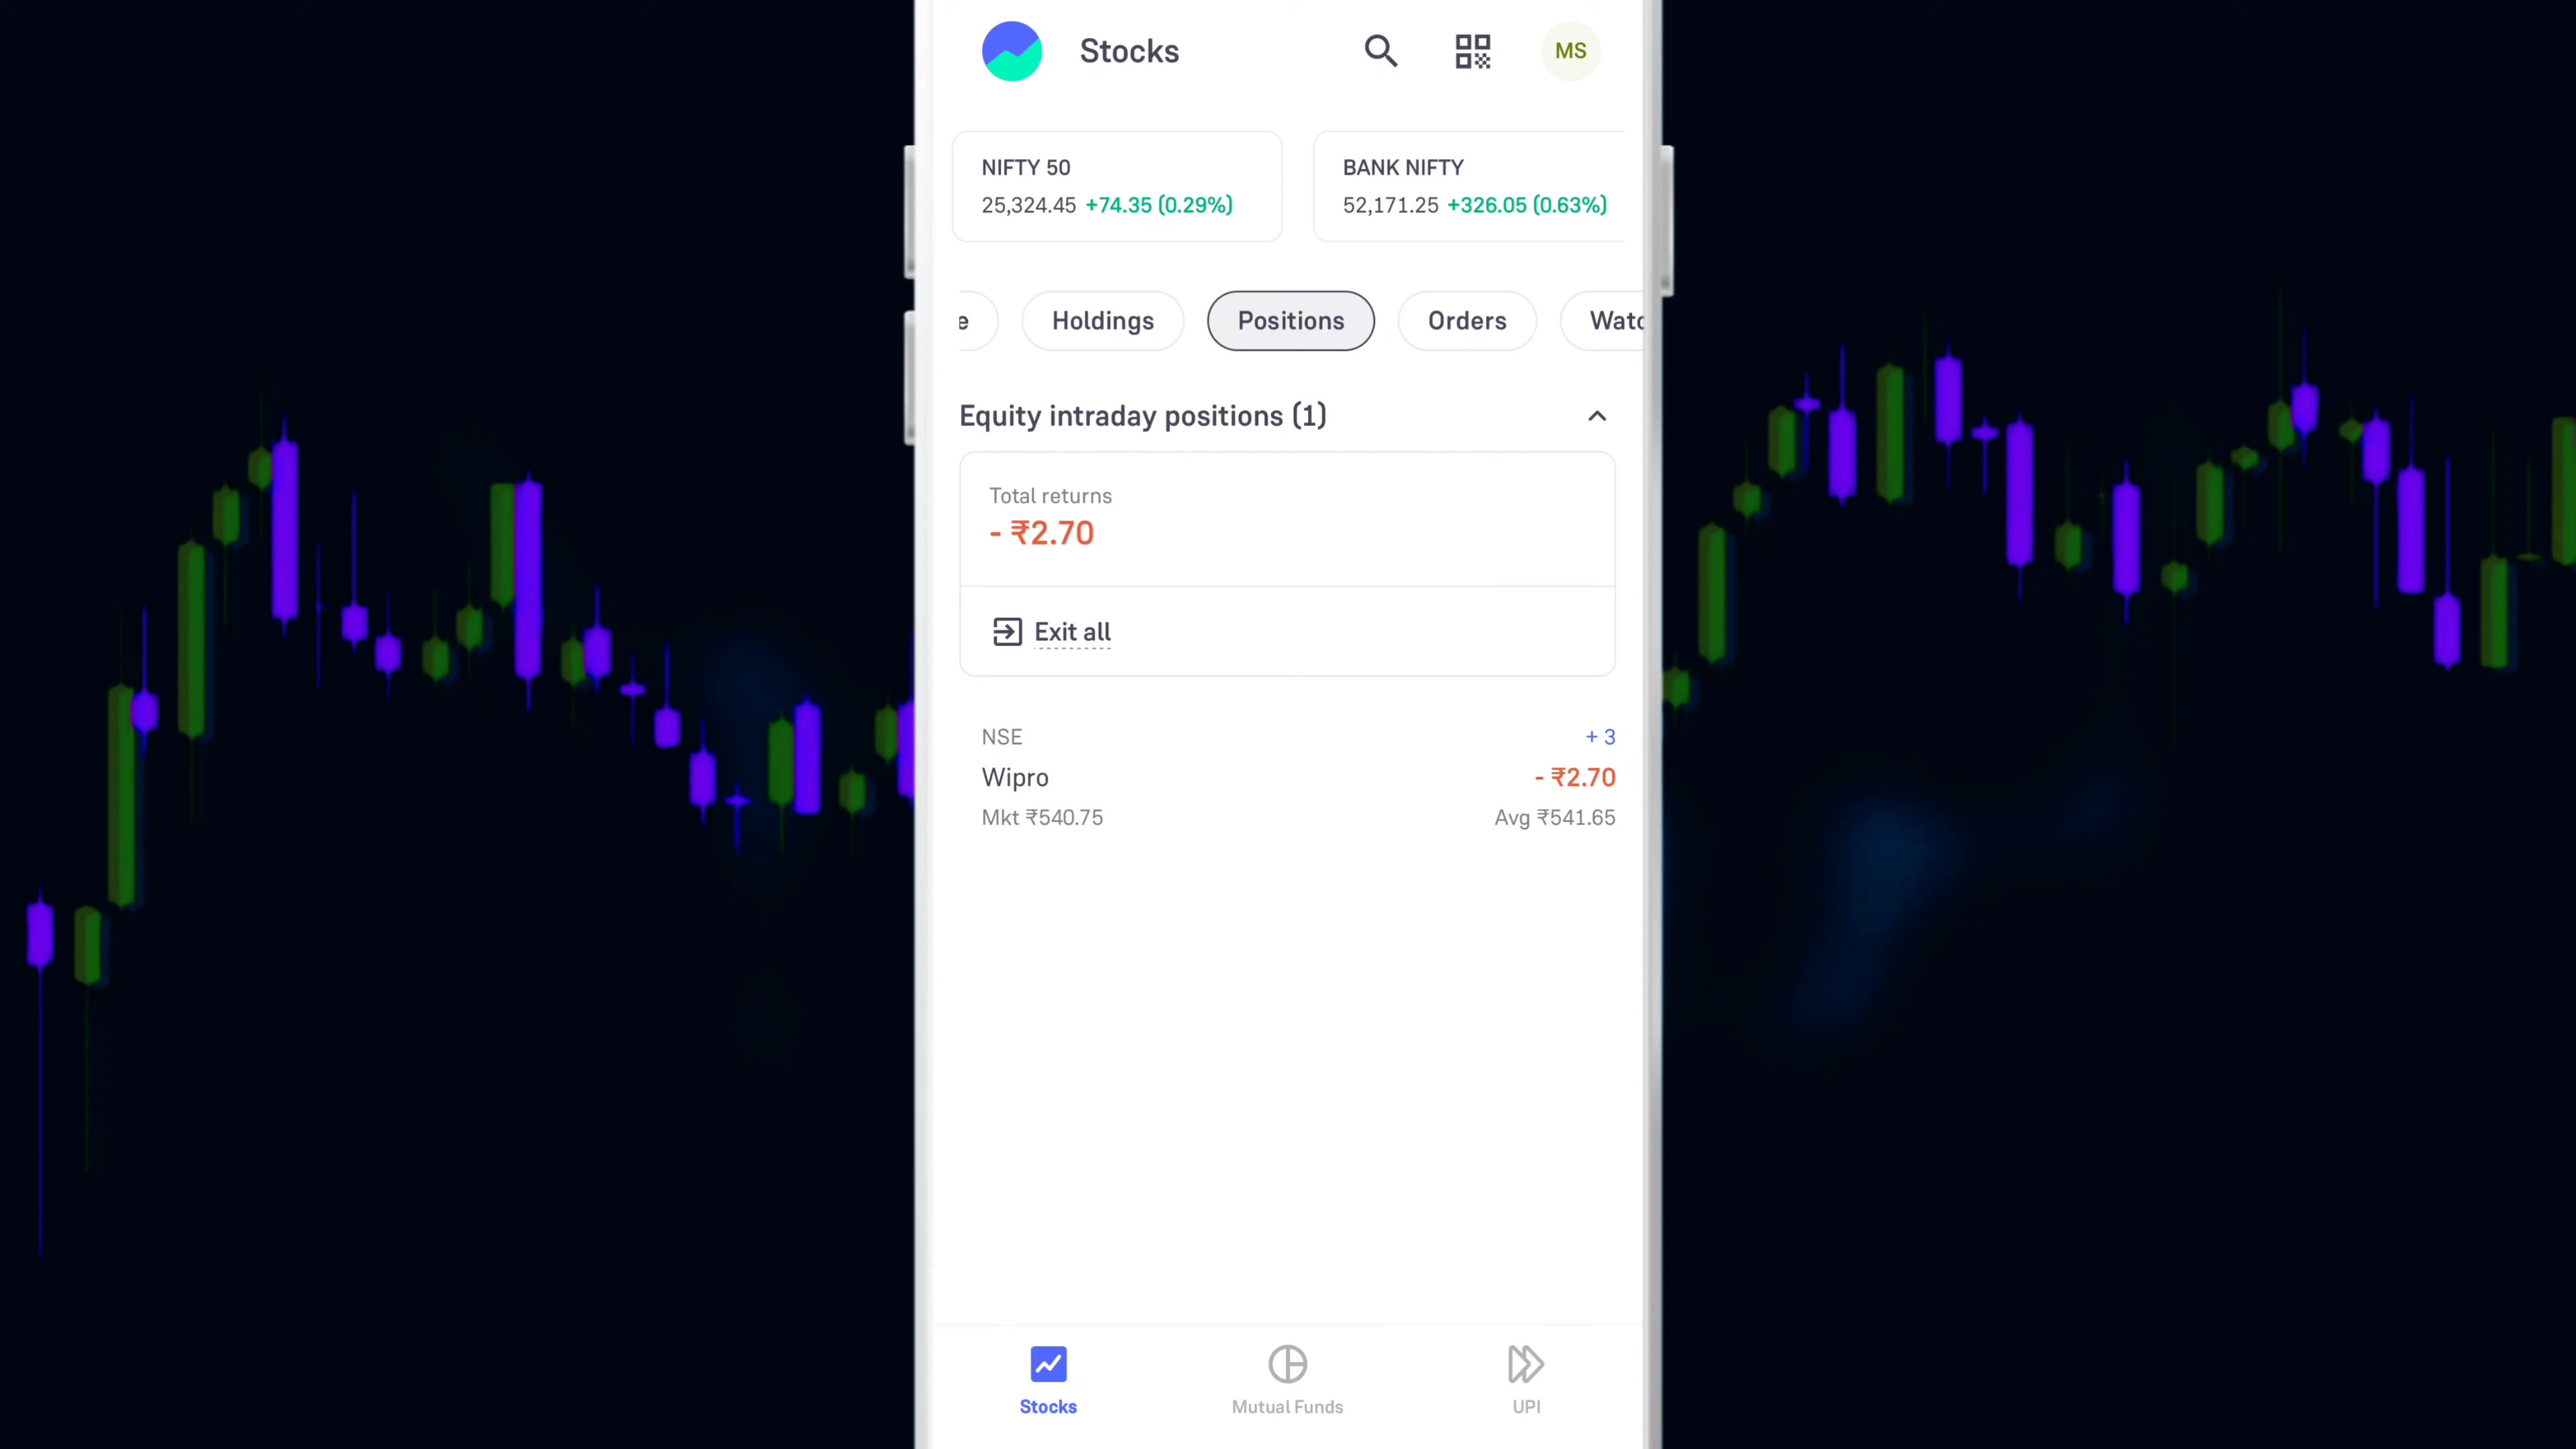 Stocks
MS
NIFTY 50
25,324.45 +74.35 (0.29%)
BANK NIFTY
52,171.25 +326.05 (0.63%)
e
Holdings
Positions
Orders
Watc
Equity intraday positions (1)
Total returns
- ₹2.70
Exit all
NSE
+ 3
Wipro
- ₹2.70
Mkt ₹540.75
Avg ₹541.65
Stocks
Mutual Funds
UPI